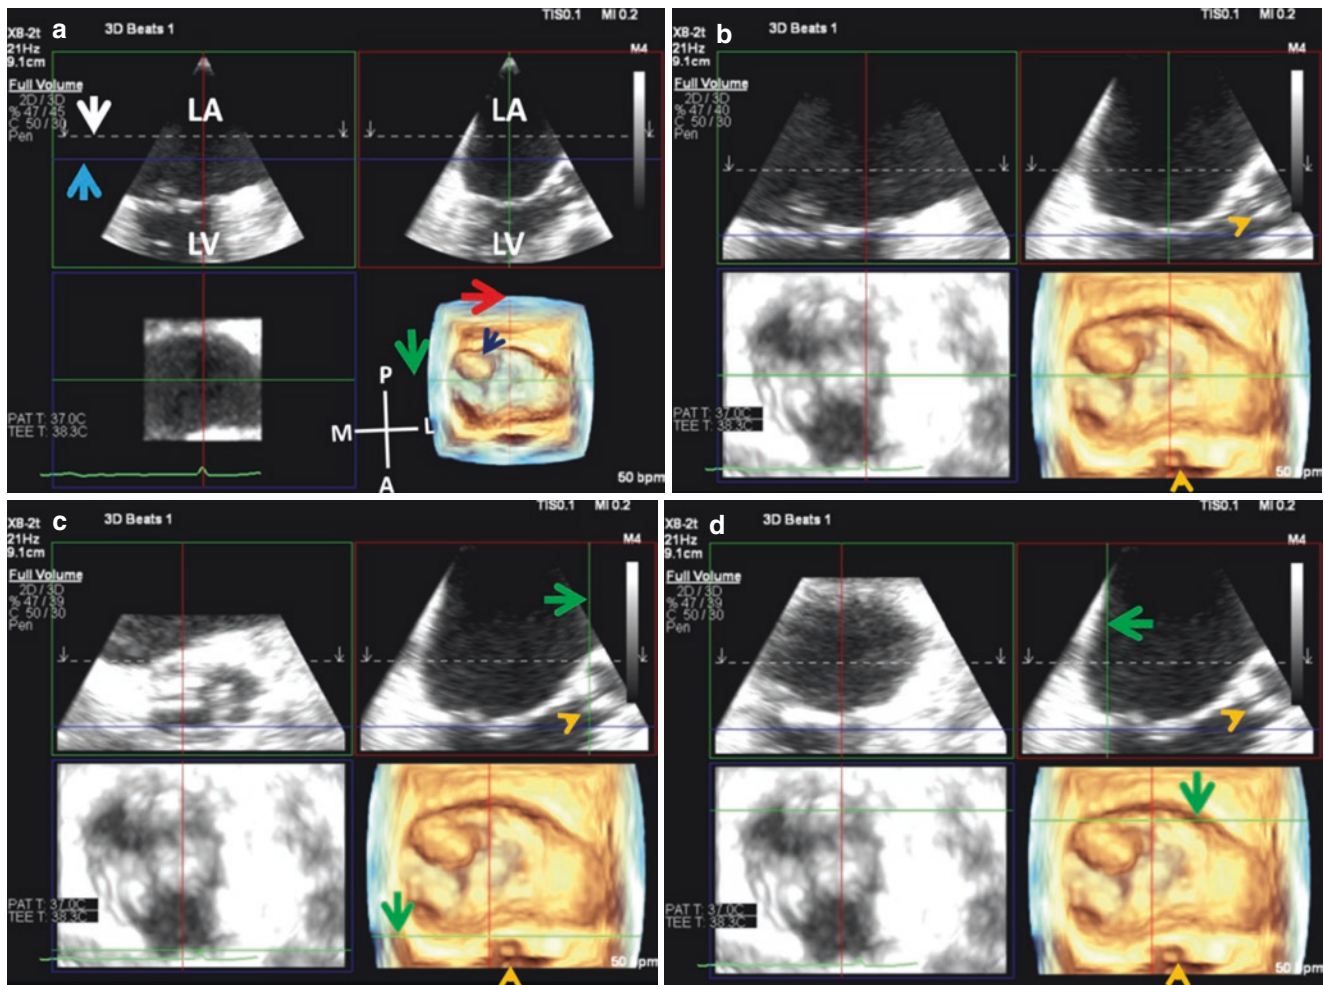 a
TIS0.1 MI 0.2
X8-2t
3D Beats 1
21Hz
9.1cm
M4
Full Volume
2D / 3D
% 47 / 45
C 50 / 30
Pen
LA
LA
LV
LV
P
M
L
A
PAT T: 37.0C
TEE T: 38.3C
50 bpm
b
TIS0.1 MI 0.2
X8-2t
3D Beats 1
21Hz
9.1cm
M4
Full Volume
2D / 3D
% 47 / 40
C 50 / 30
Pen
PAT T: 37.0C
TEE T: 38.3C
50 bpm
c
TIS0.1 MI 0.2
X8-2t
3D Beats 1
21Hz
9.1cm
M4
Full Volume
2D / 3D
% 47 / 39
C 50 / 30
Pen
PAT T: 37.0C
TEE T: 38.3C
50 bpm
d
TIS0.1 MI 0.2
X8-2t
3D Beats 1
21Hz
9.1cm
M4
Full Volume
2D / 3D
% 47 / 39
C 50 / 30
Pen
PAT T: 37.0C
TEE T: 38.3C
50 bpm